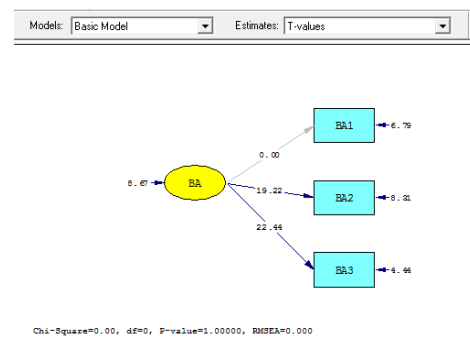 Models: Basic Model Estimates: T-values
BA1 6.79
0.00
8.67 BA 19.22 BA2 8.31
22.44
BA3 4.44
Chi-Square=0.00, df=0, P-value=1.00000, RMSEA=0.000